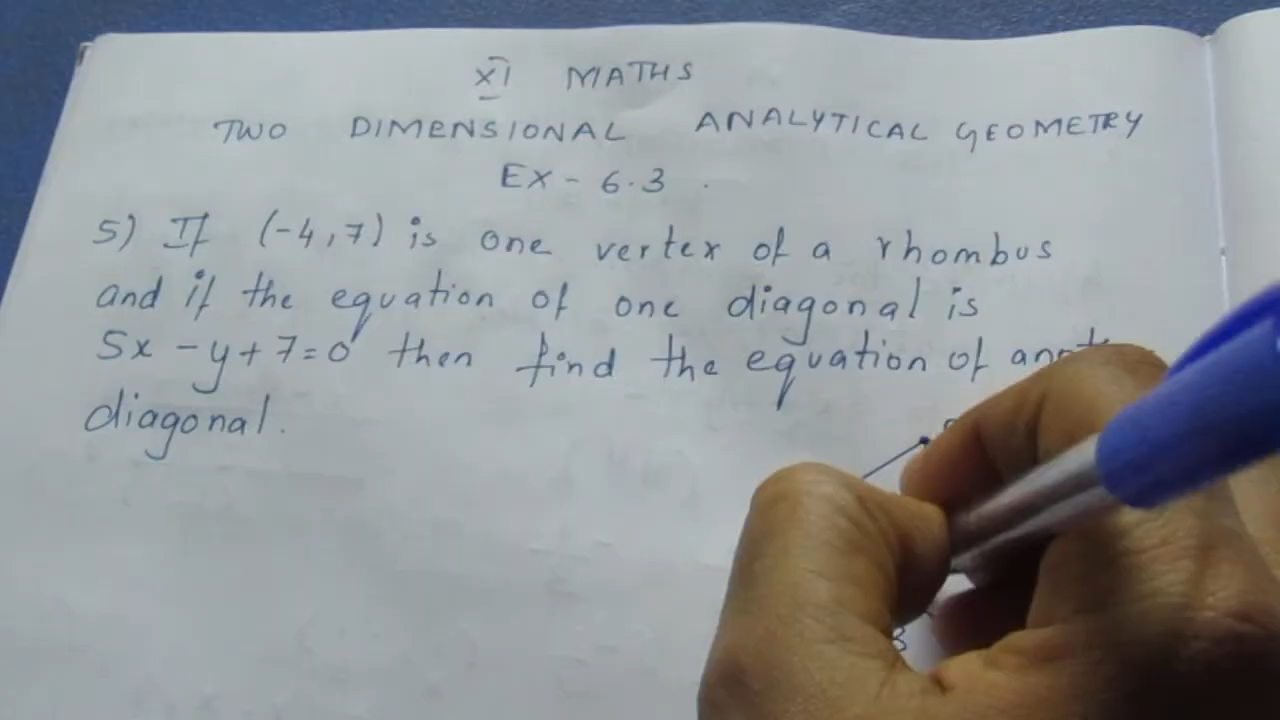 XI MATHS
TWO DIMENSIONAL ANALYTICAL GEOMETRY
EX - 6.3
5) If (-4,7) is one vertex of a rhombus
and if the equation of one diagonal is
5x - y + 7 = 0 then find the equation of
diagonal.
B